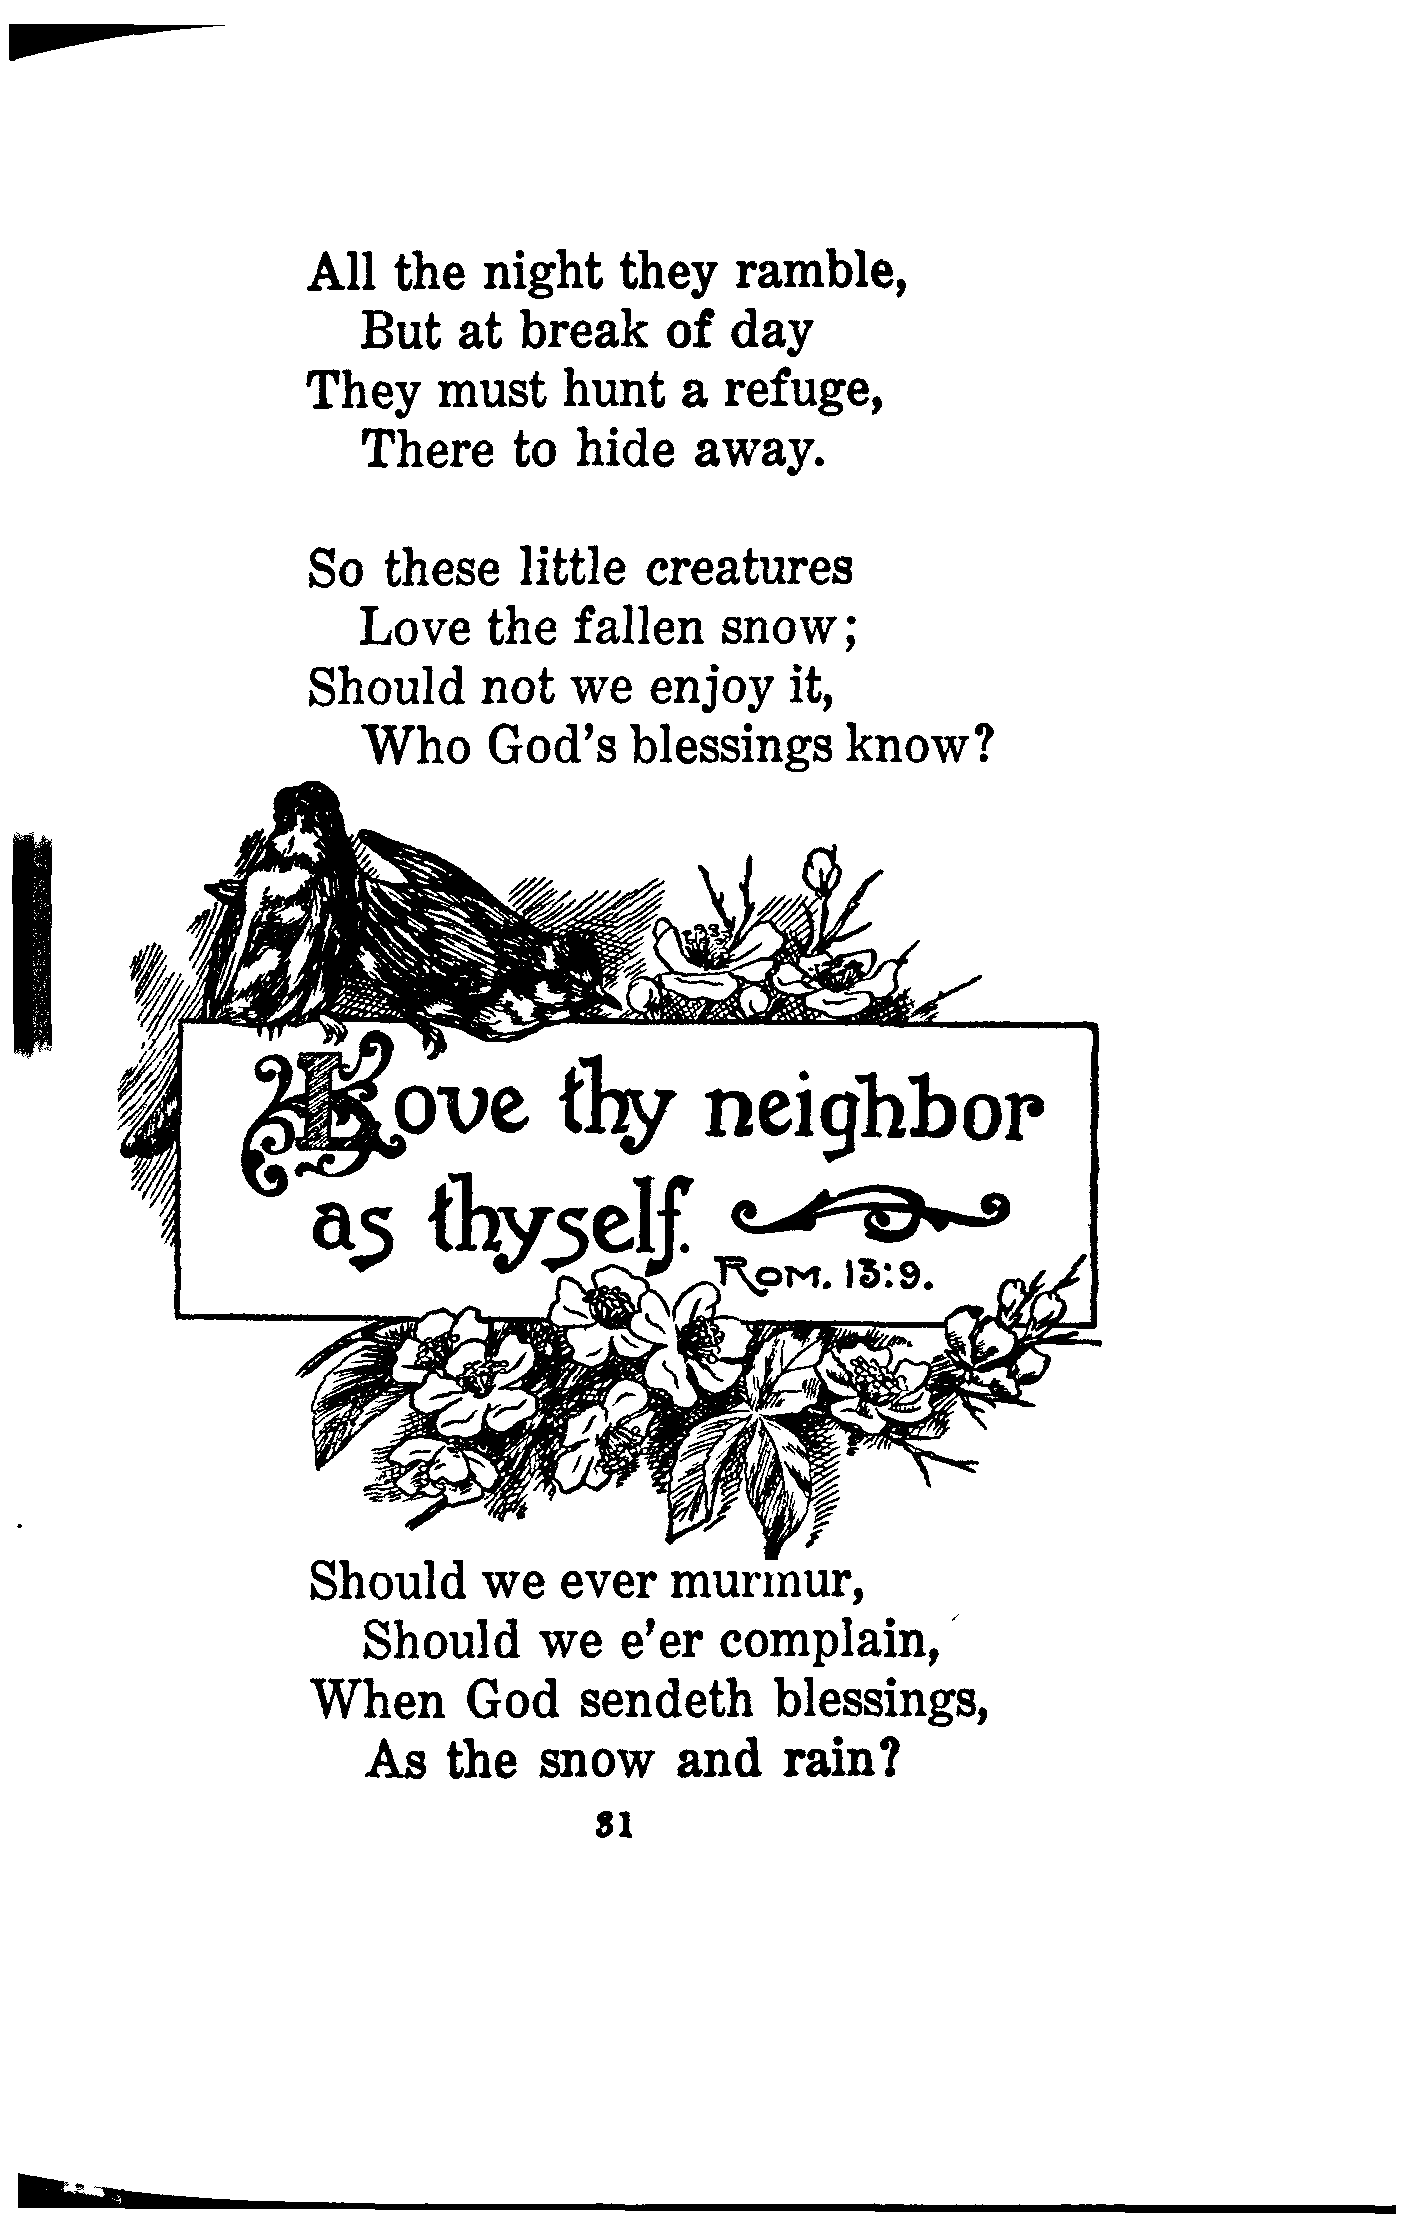 All the night they ramble,
But at break of day
They must hunt a refuge,
There to hide away.
So these little creatures
Love the fallen snow;
Should not we enjoy it,
Who God's blessings know?
Love thy neighbor
as thyself.
Rom. 13:9.
Should we ever murmur,
Should we e'er complain,
When God sendeth blessings,
As the snow and rain?
31